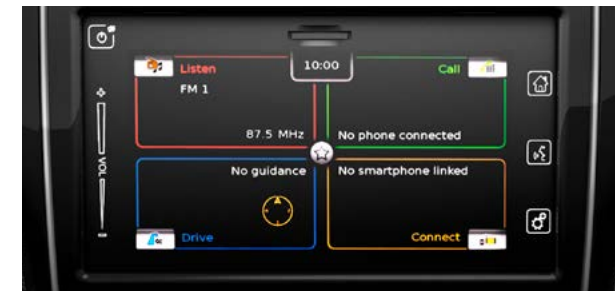 10:00
Listen
Call
FM 1
87.5 MHz
No phone connected
VOL
No guidance
No smartphone linked
Drive
Connect